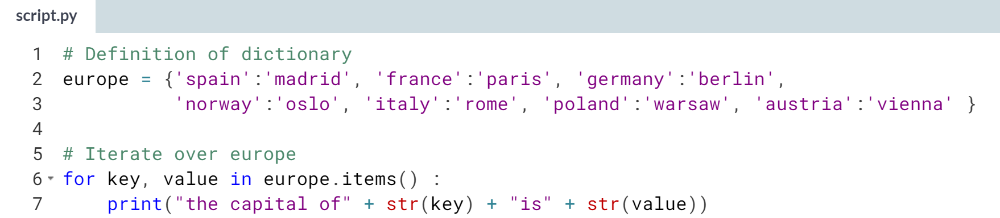 script.py
1 # Definition of dictionary
2 europe = {'spain':'madrid', 'france':'paris', 'germany':'berlin',
3           'norway':'oslo', 'italy':'rome', 'poland':'warsaw', 'austria':'vienna' }
4
5 # Iterate over europe
6 for key, value in europe.items() :
7     print("the capital of" + str(key) + "is" + str(value))